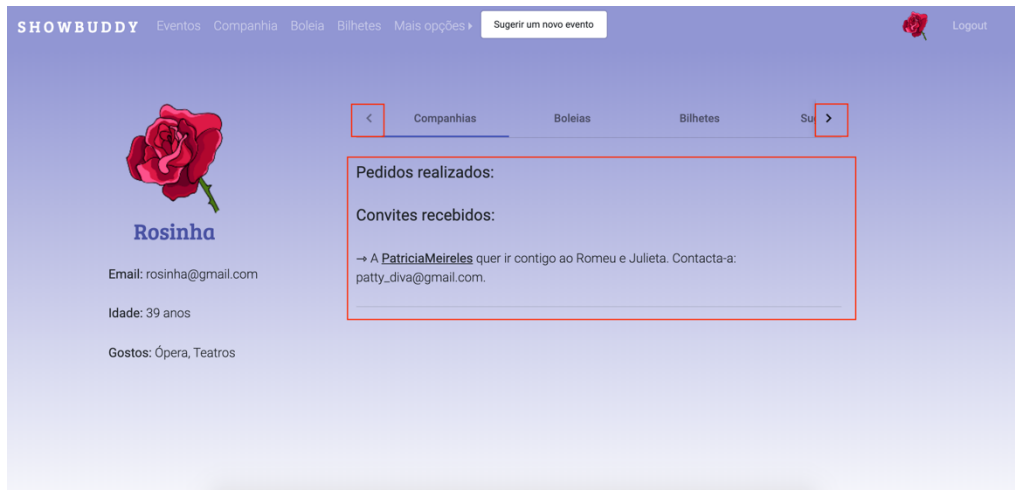 SHOWBUDDY Eventos Companhia Boleia Bilhetes Mais opções Sugerir um novo evento Logout
Companhias Boleias Bilhetes Su
Pedidos realizados:
Convites recebidos:
→ A PatriciaMeireles quer ir contigo ao Romeu e Julieta. Contacta-a:
patty_diva@gmail.com.
Rosinha
Email: rosinha@gmail.com
Idade: 39 anos
Gostos: Ópera, Teatros